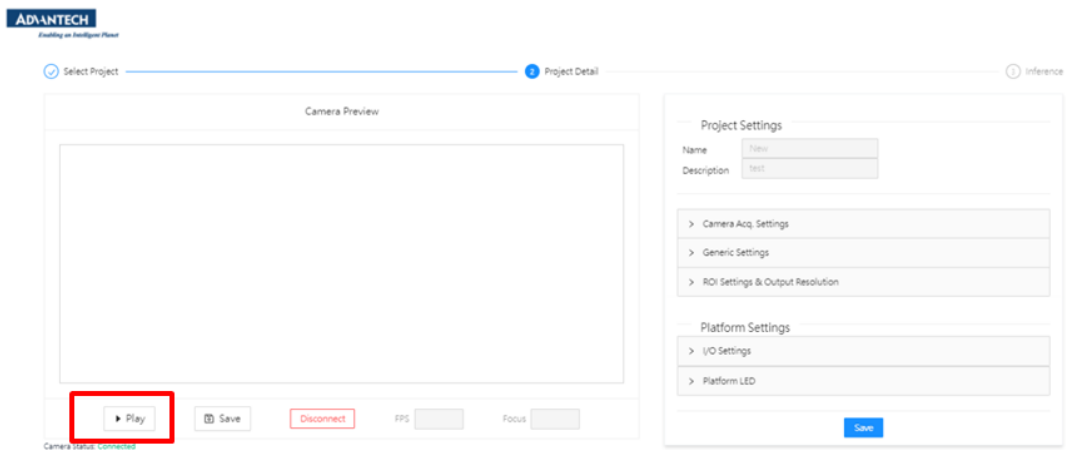 ADVANTECH
Enabling an Intelligent Planet
Select Project
2 Project Detail
3 Inference
Camera Preview
Project Settings
Name New
Description test
Camera Acq. Settings
Generic Settings
ROI Settings & Output Resolution
Platform Settings
I/O Settings
Platform LED
Play Save Disconnect FPS Focus
Save
Camera Status: Connected